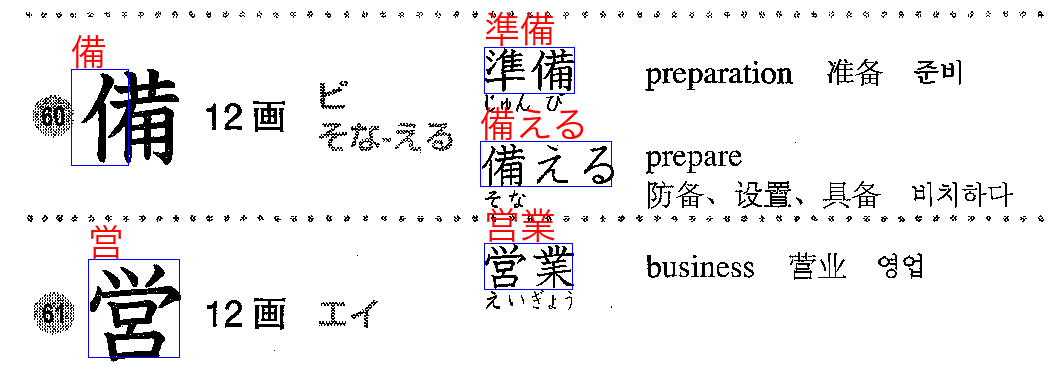 備
60 備 12画 ビ
そな-える
準備
準備 preparation 准备 준비
じゅん び
備える
備える prepare
そな
防备、设置、具备 비치하다
営
61 営 12画 エイ
営業
営業 business 营业 영업
えいぎょう